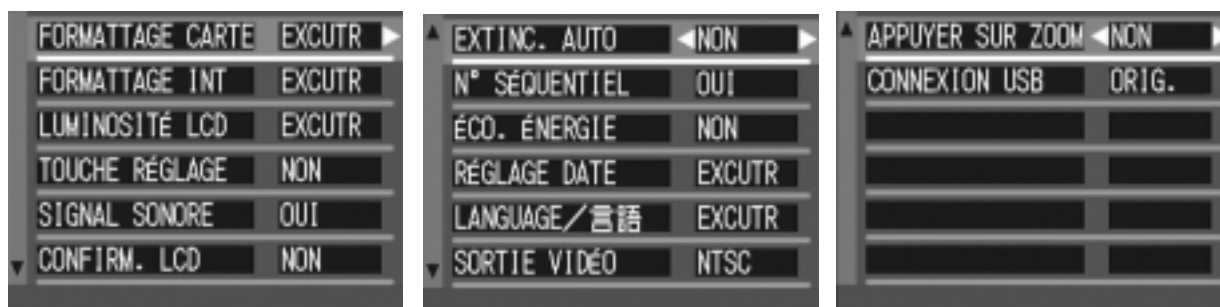 FORMATTAGE CARTE EXCUTR
FORMATTAGE INT EXCUTR
LUMINOSITÉ LCD EXCUTR
TOUCHE RÉGLAGE NON
SIGNAL SONORE OUI
CONFIRM. LCD NON
EXTINC. AUTO NON
N° SÉQUENTIEL OUI
ÉCO. ÉNERGIE NON
RÉGLAGE DATE EXCUTR
LANGUAGE/言語 EXCUTR
SORTIE VIDÉO NTSC
APPUYER SUR ZOOM NON
CONNEXION USB ORIG.